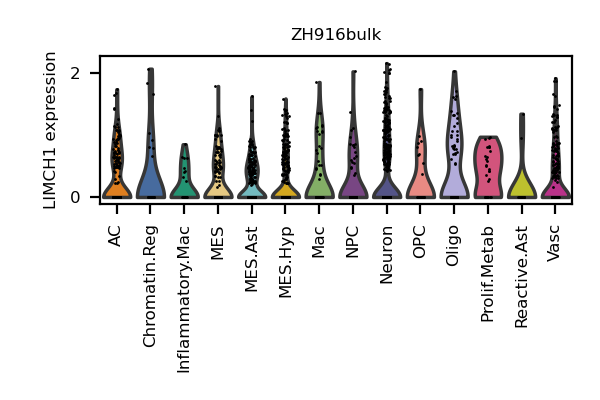 ZH916bulk
LIMCH1 expression
2
0
AC
Chromatin.Reg
Inflammatory.Mac
MES
MES.Ast
MES.Hyp
Mac
NPC
Neuron
OPC
Oligo
Prolif.Metab
Reactive.Ast
Vasc